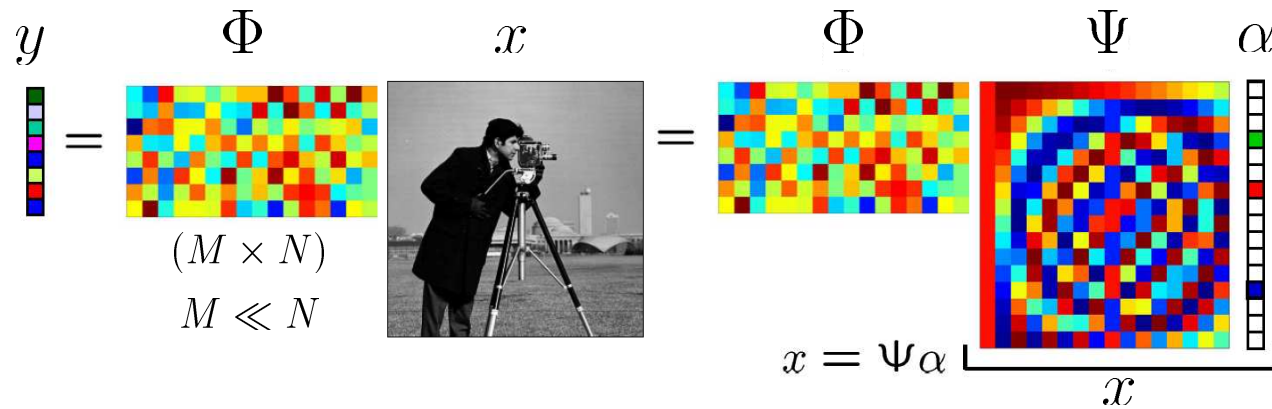 y Φ x Φ Ψ α
= =
(M × N)
M ≪ N
x = Ψα
x